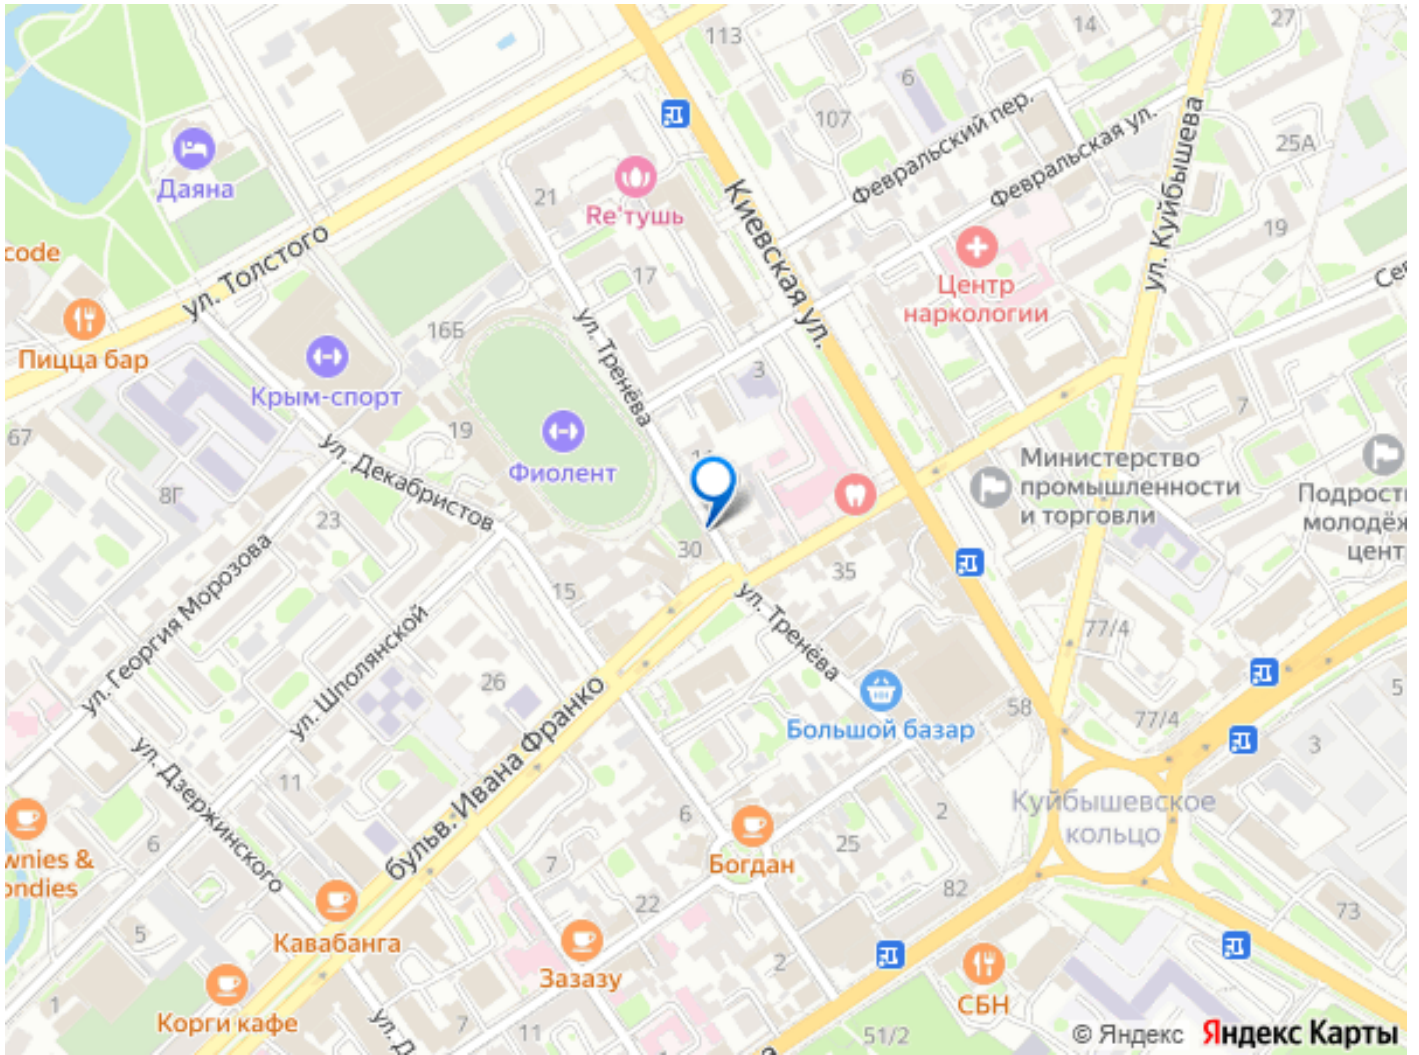 113
14
27
6
107
Февральский пер.
Февральская ул.
25А
ул. Куйбышева
Даяна
21
Re'тушь
Киевская ул.
19
code
ул. Толстого
17
Центр
наркологии
Пицца бар
16Б
ул. Тренёва
3
Крым-спорт
7
67
19
Фиолент
ул. Декабристов
8Г
23
Министерство
промышленности
и торговли
30
35
15
ул. Георгия Морозова
ул. Шполянской
ул. Тренёва
77/4
26
Большой базар
58
77/4
5
3
бульв. Ивана Франко
ул. Дзержинского
11
Куйбышевское
кольцо
6
2
6
25
wnies &
ondies
7
Богдан
82
22
73
5
Кавабанга
Зазазу
2
СБН
1
Корги кафе
7
11
51/2
© Яндекс Яндекс Карты